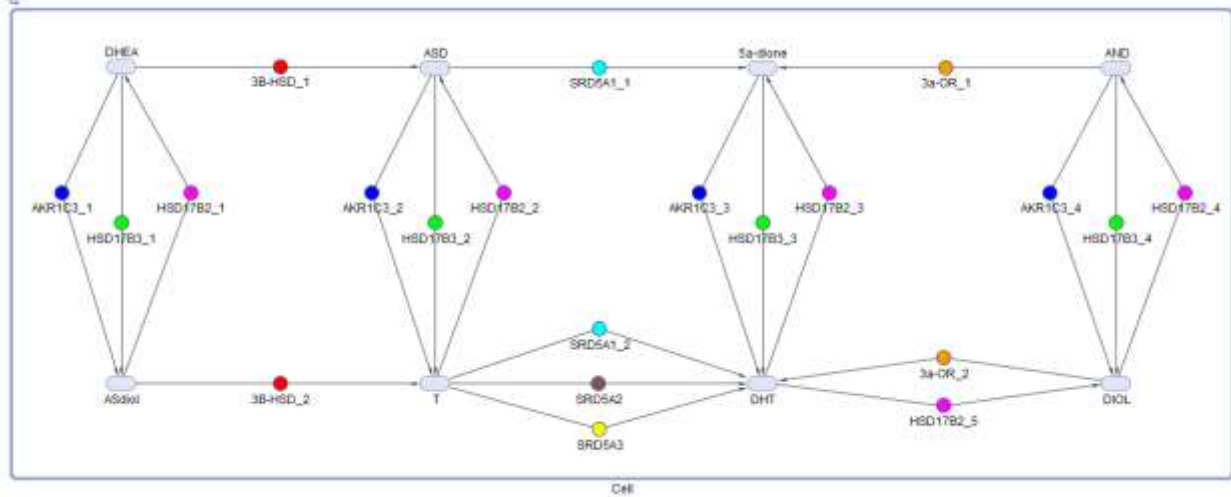 DHEA
ASD
5a-dione
AND
3B-HSD_1
SRD5A1_1
3a-OR_1
AKR1C3_1
HSD17B2_1
AKR1C3_2
HSD17B2_2
AKR1C3_3
HSD17B2_3
AKR1C3_4
HSD17B2_4
HSD17B3_1
HSD17B3_2
HSD17B3_3
HSD17B3_4
SRD5A1_2
3a-OR_2
ASdiol
3B-HSD_2
T
SRD5A2
DHT
DIOL
HSD17B2_5
SRD5A3
Cell